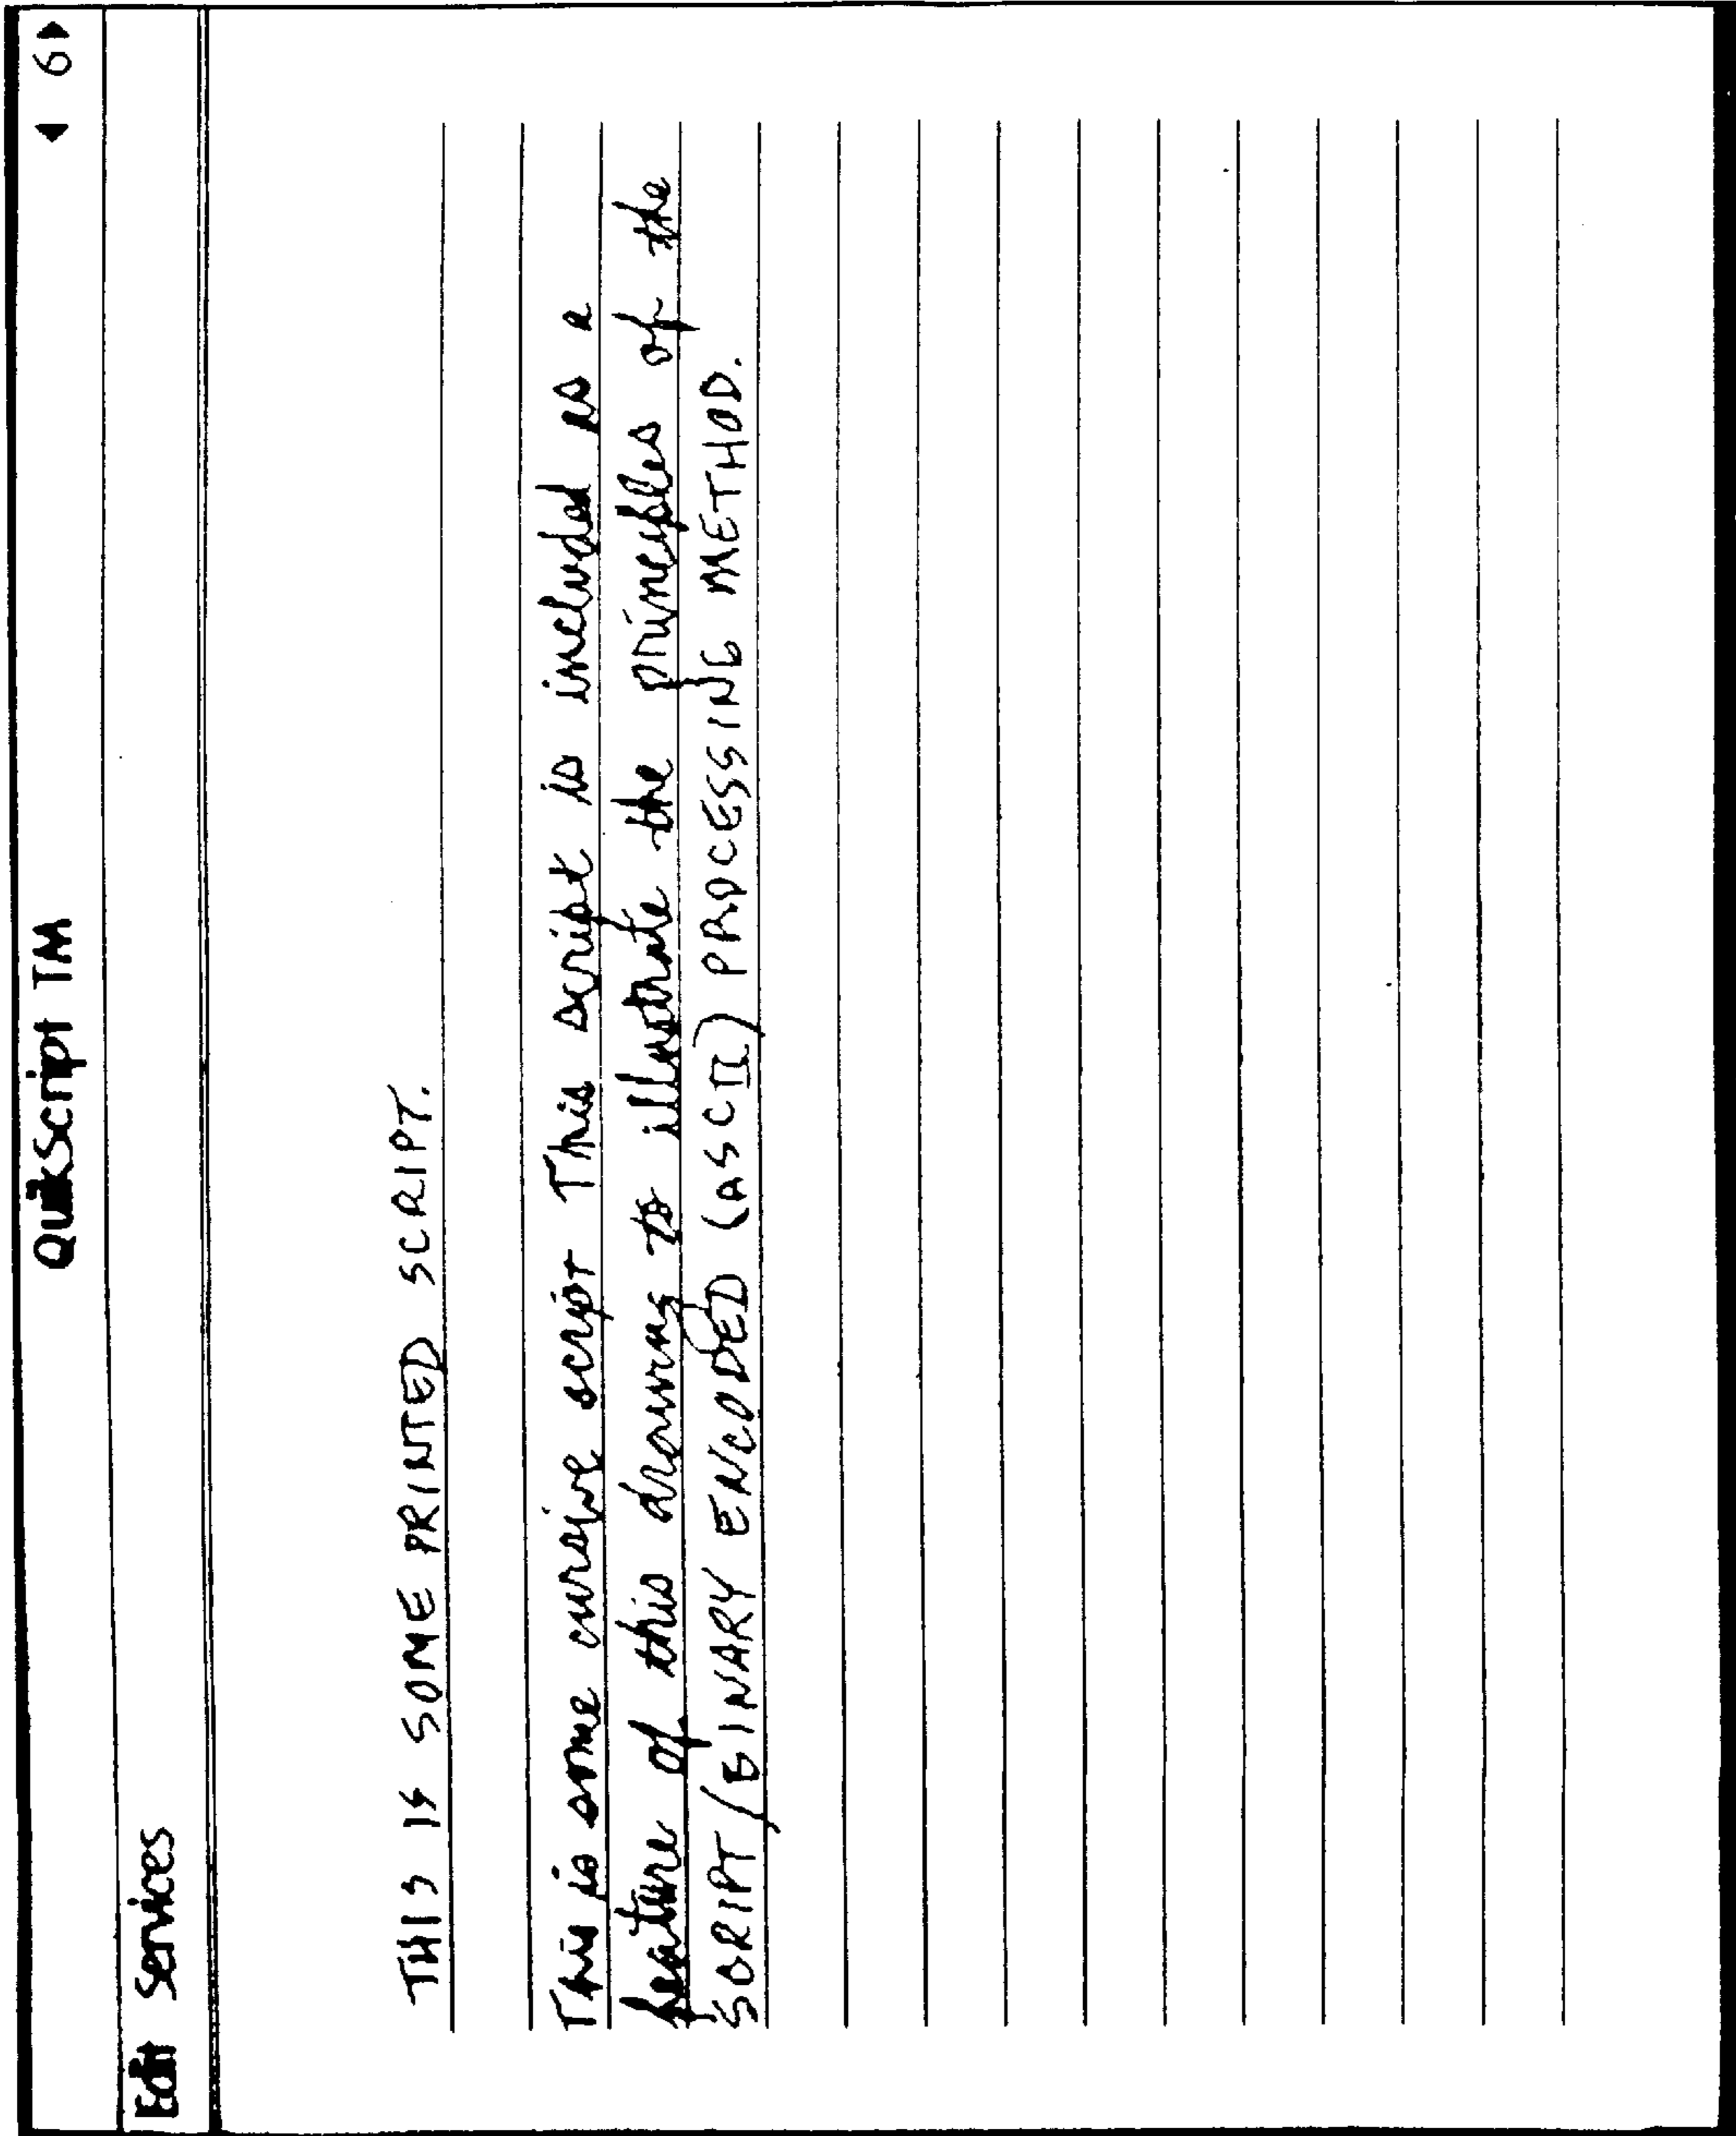 QuikScript TM ◀ 6 ▶
Edit Services
THIS IS SOME PRINTED SCRIPT.
This is some cursive script This script is included as a
feature of this drawing to illustrate the principles of the
SCRIPT/BINARY ENCODED (ASCII) PROCESSING METHOD.